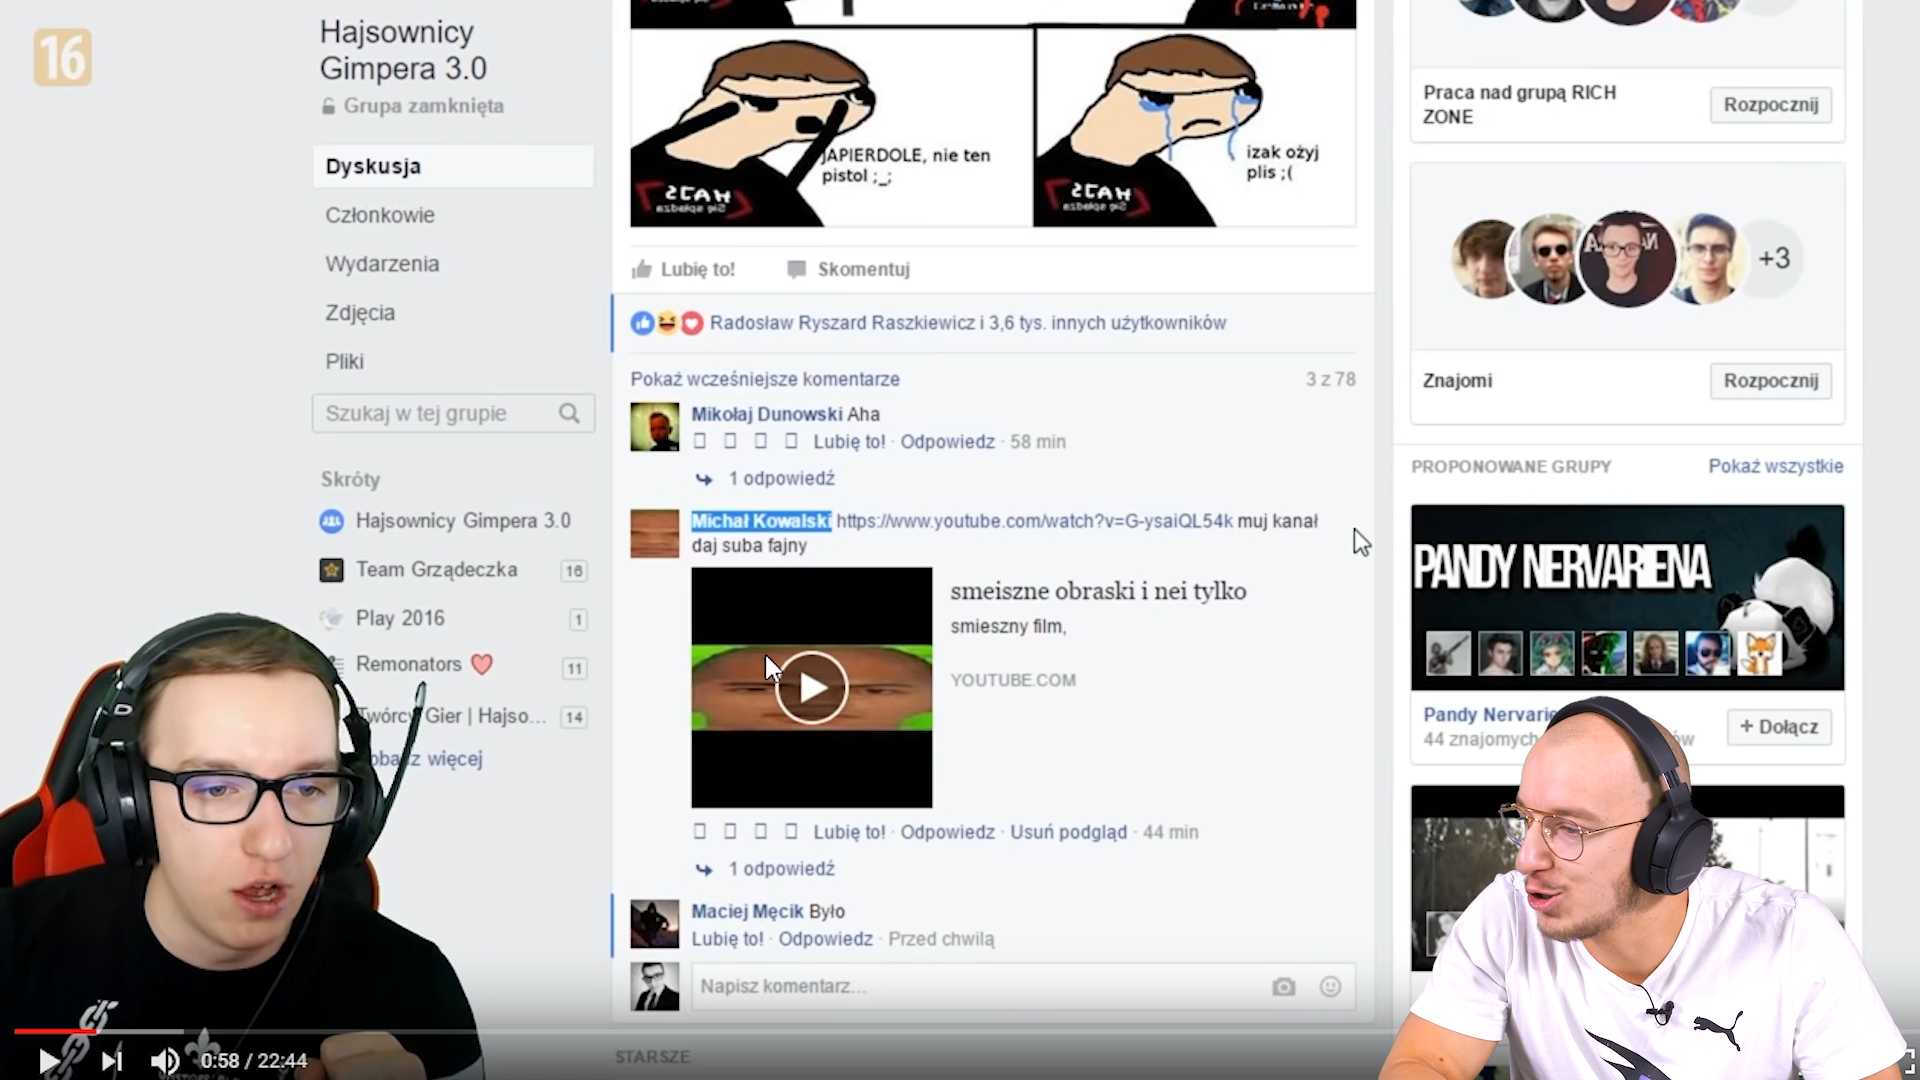 16
Hajsownicy
Gimpera 3.0
Grupa zamknięta
Dyskusja
Członkowie
Wydarzenia
Zdjęcia
Pliki
Szukaj w tej grupie
Skróty
Hajsownicy Gimpera 3.0
Team Grządeczka 16
Play 2016 1
Remonators 11
Twórcy Gier | Hajso... 14
więcej
0:58 / 22:44
JAPIERDOLE, nie ten
pistol ;_;
izak ożyj
plis ;(
Lubię to! Skomentuj
Radosław Ryszard Raszkiewicz i 3,6 tys. innych użytkowników
Pokaż wcześniejsze komentarze 3 z 78
Mikołaj Dunowski Aha
Lubię to! · Odpowiedz · 58 min
1 odpowiedź
Michał Kowalski https://www.youtube.com/watch?v=G-ysaiQL54k muj kanał
daj suba fajny
smeiszne obraski i nei tylko
smieszny film,
YOUTUBE.COM
Lubię to! · Odpowiedz · Usuń podgląd · 44 min
1 odpowiedź
Maciej Męcik Było
Lubię to! · Odpowiedz · Przed chwilą
Napisz komentarz...
STARSZE
Praca nad grupą RICH
ZONE
Rozpocznij
+3
Znajomi
Rozpocznij
PROPONOWANE GRUPY Pokaż wszystkie
PANDY NERVARIENA
Pandy Nervarie
44 znajomych
+ Dołącz